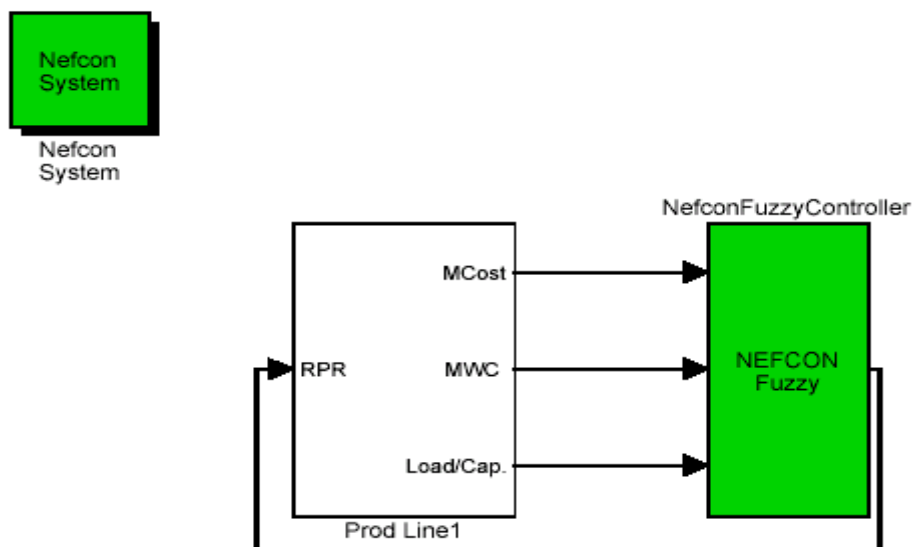 Nefcon
System
Nefcon
System
NefconFuzzyController
MCost
RPR
MWC
NEFCON
Fuzzy
Load/Cap.
Prod Line1